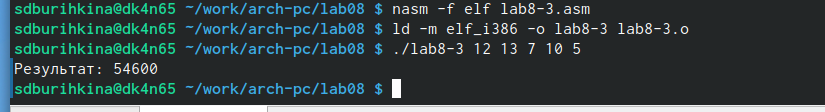 sdburihkina@dk4n65 ~/work/arch-pc/lab08 $ nasm -f elf lab8-3.asm
sdburihkina@dk4n65 ~/work/arch-pc/lab08 $ ld -m elf_i386 -o lab8-3 lab8-3.o
sdburihkina@dk4n65 ~/work/arch-pc/lab08 $ ./lab8-3 12 13 7 10 5
Результат: 54600
sdburihkina@dk4n65 ~/work/arch-pc/lab08 $